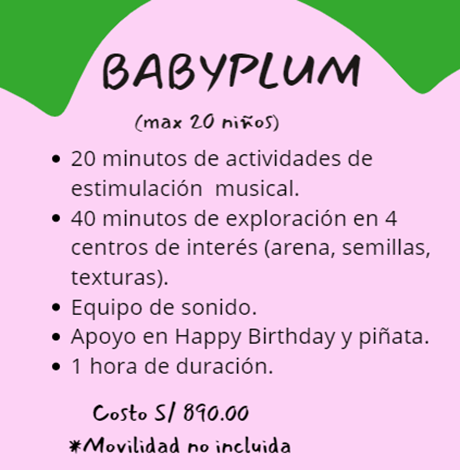 BABYPLUM
(max 20 niños)
• 20 minutos de actividades de
estimulación musical.
• 40 minutos de exploración en 4
centros de interés (arena, semillas,
texturas).
• Equipo de sonido.
• Apoyo en Happy Birthday y piñata.
• 1 hora de duración.
Costo S/ 890.00
*Movilidad no incluida